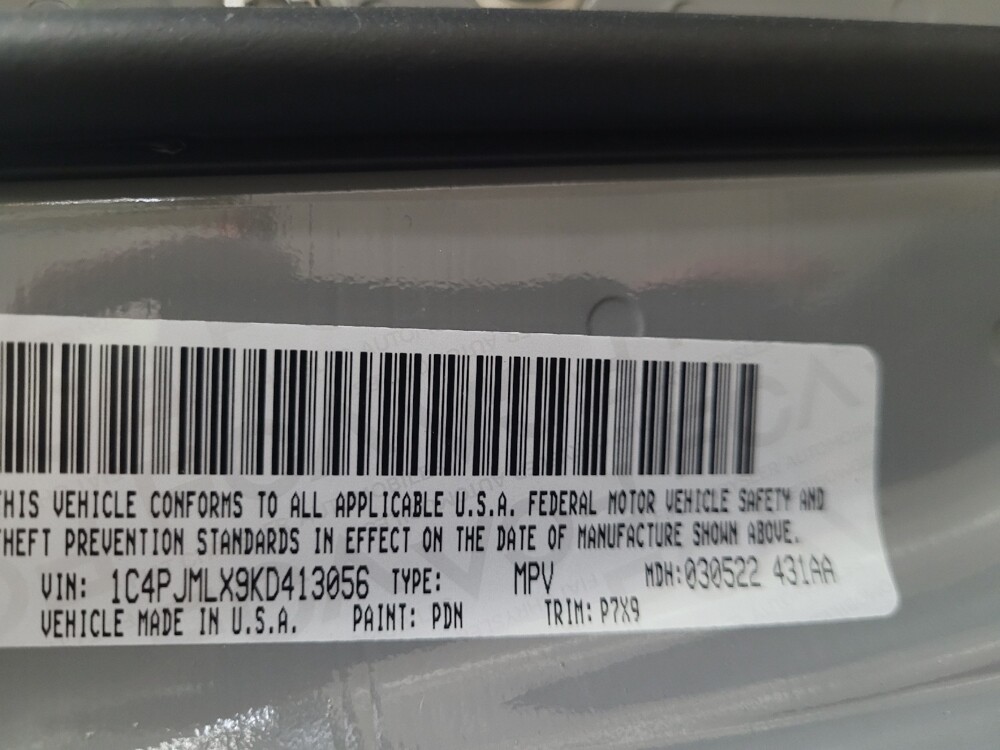 THIS VEHICLE CONFORMS TO ALL APPLICABLE U.S.A. FEDERAL MOTOR VEHICLE SAFETY AND
THEFT PREVENTION STANDARDS IN EFFECT ON THE DATE OF MANUFACTURE SHOWN ABOVE.
VIN: 1C4PJMLX9KD413056 TYPE: MPV MDH:030522 431AA
VEHICLE MADE IN U.S.A. PAINT: PDN TRIM: P7X9